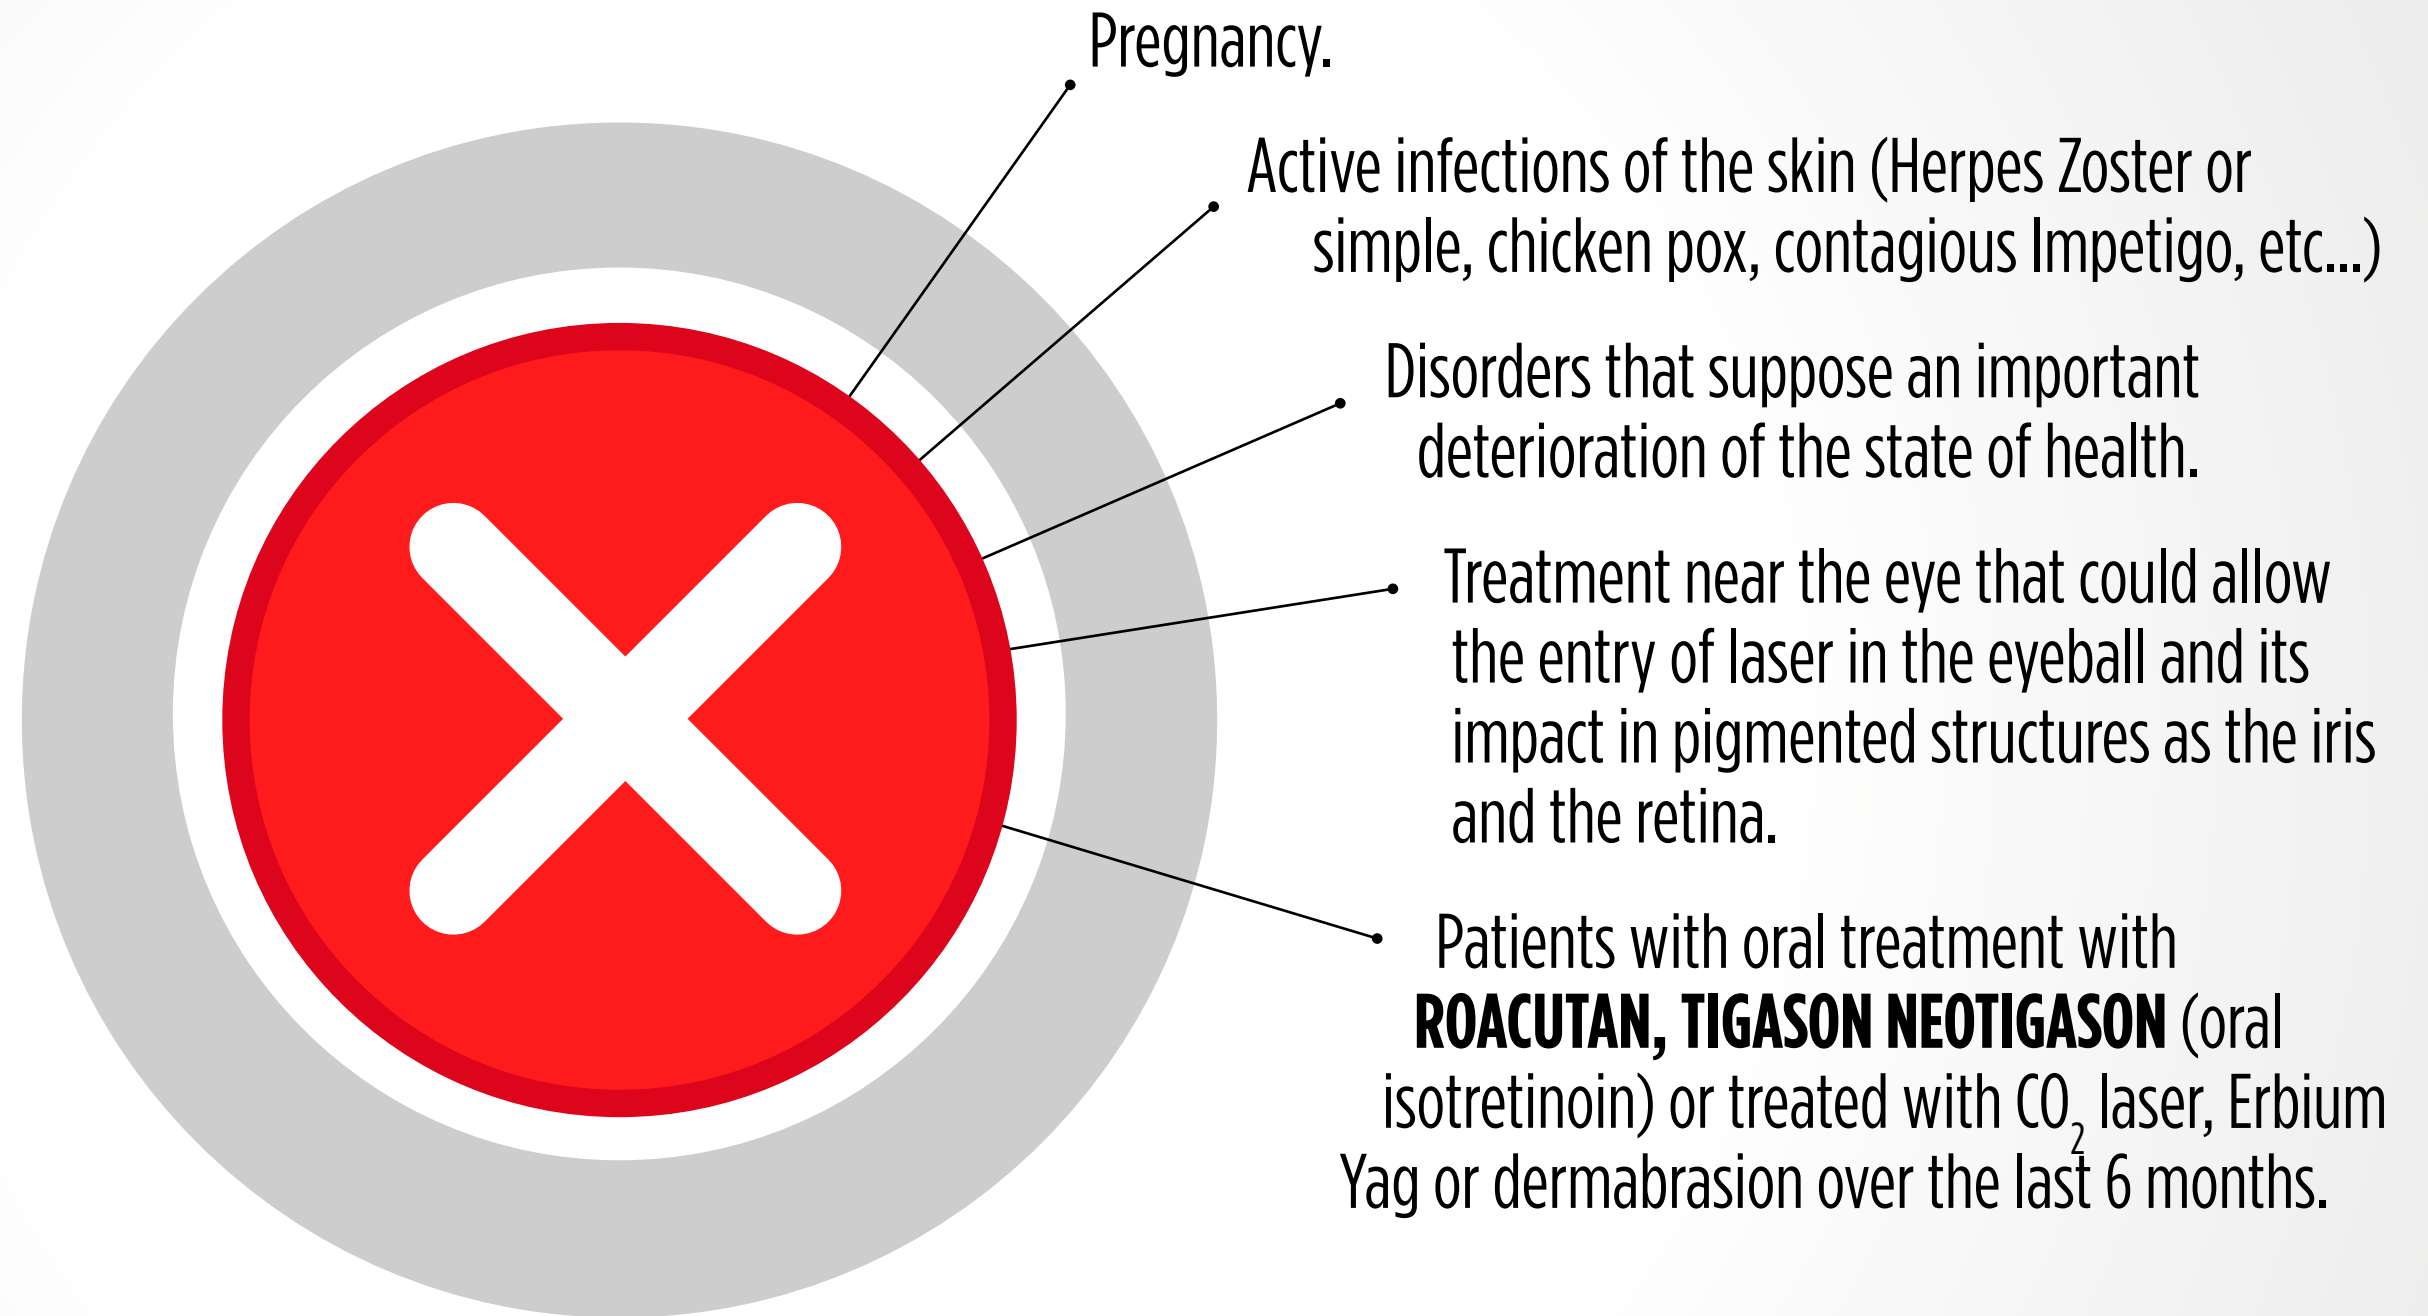 Pregnancy.
Active infections of the skin (Herpes Zoster or
simple, chicken pox, contagious Impetigo, etc...)
Disorders that suppose an important
deterioration of the state of health.
Treatment near the eye that could allow
the entry of laser in the eyeball and its
impact in pigmented structures as the iris
and the retina.
Patients with oral treatment with
ROACUTAN, TIGASON NEOTIGASON (oral
isotretinoin) or treated with CO₂ laser, Erbium
Yag or dermabrasion over the last 6 months.